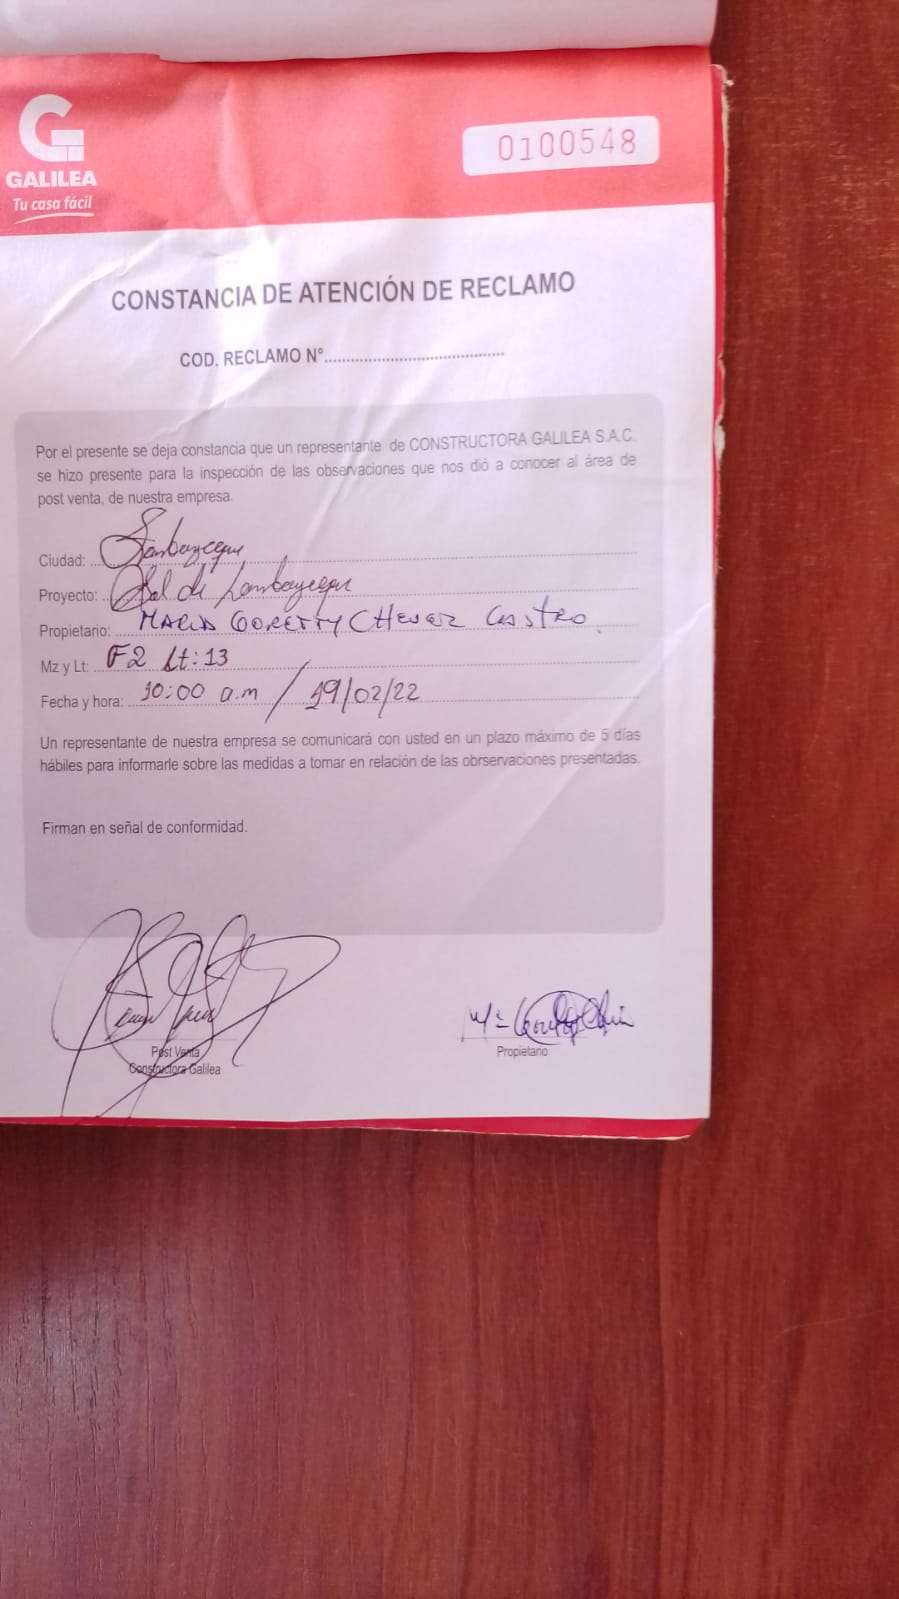 GALILEA
Tu casa fácil
0100548
CONSTANCIA DE ATENCIÓN DE RECLAMO
COD. RECLAMO N°..........................................
Por el presente se deja constancia que un representante de CONSTRUCTORA GALILEA S.A.C.
se hizo presente para la inspección de las observaciones que nos dió a conocer al área de
post venta, de nuestra empresa.
Ciudad: Lambayeque
Proyecto: Sol de Lambayeque
Propietario: MARIA GORETTY Castro
Mz y Lt: F2 Lt:13
Fecha y hora: 10:00 a.m / 19/02/22
Un representante de nuestra empresa se comunicará con usted en un plazo máximo de 5 días
hábiles para informarle sobre las medidas a tomar en relación de las obrservaciones presentadas.
Firman en señal de conformidad.
Post Venta
Constructora Galilea
Propietario